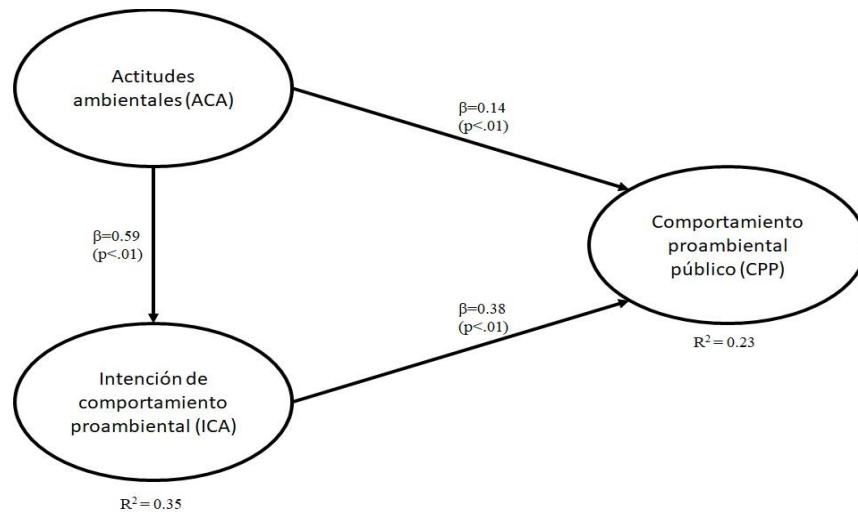 Actitudes
ambientales (ACA)
β=0.14
(p<.01)
Comportamiento
proambiental
público (CPP)
β=0.59
(p<.01)
β=0.38
(p<.01)
R² = 0.23
Intención de
comportamiento
proambiental (ICA)
R² = 0.35